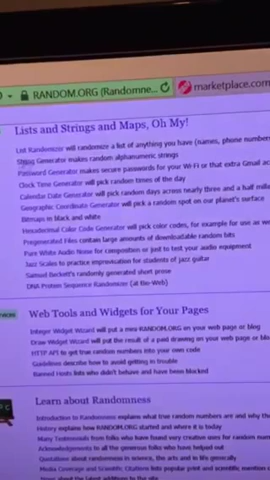 RANDOM.ORG (Randomne...
marketplace.com
Lists and Strings and Maps, Oh My!
List Randomizer will randomize a list of anything you have (names, phone number
String Generator makes random alphanumeric strings
Password Generator makes secure passwords for your Wi-Fi or that extra Gmail ac
Clock Time Generator will pick random times of the day
Calendar Date Generator will pick random days across nearly three and a half mill
Geographic Coordinate Generator will pick a random spot on our planet's surface
Bitmaps in black and white
Hexadecimal Color Code Generator will pick color codes, for example for use as we
Pregenerated Files contain large amounts of downloadable random bits
Pure White Audio Noise for composition or just to test your audio equipment
Jazz Scales to practice improvisation for students of jazz guitar
Samuel Beckett's randomly generated short prose
DNA Protein Sequence Randomizer (at Bio-Web)
Web Tools and Widgets for Your Pages
Integer Widget Wizard will put a mini-RANDOM.ORG on your web page or blog
Draw Widget Wizard will put the result of a paid drawing on your web page or blo
HTTP API to get true random numbers into your own code
Guidelines describe how to avoid getting in trouble
Banned Hosts lists who didn't behave and have been blocked
Learn about Randomness
Introduction to Randomness explains what true random numbers are and why the
History explains how RANDOM.ORG started and where it is today
Many Testimonials from folks who have found very creative uses for random num
Acknowledgements to all the generous folks who have helped out
Quotations about randomness in science, the arts and in life generally
Media Coverage and Scientific Citations lists popular print and scientific mention o